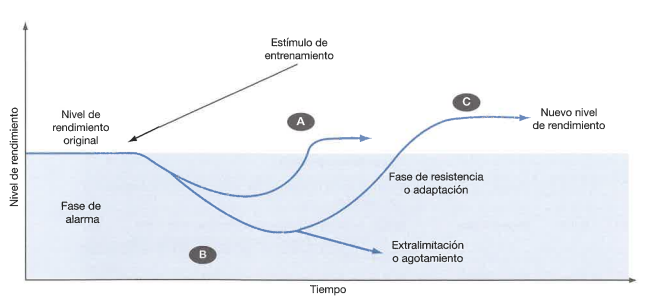 Estímulo de
entrenamiento
A
C
Nivel de
rendimiento
original
Nuevo nivel
de rendimiento
Nivel de rendimiento
Fase de resistencia
o adaptación
Fase de
alarma
B
Extralimitación
o agotamiento
Tiempo